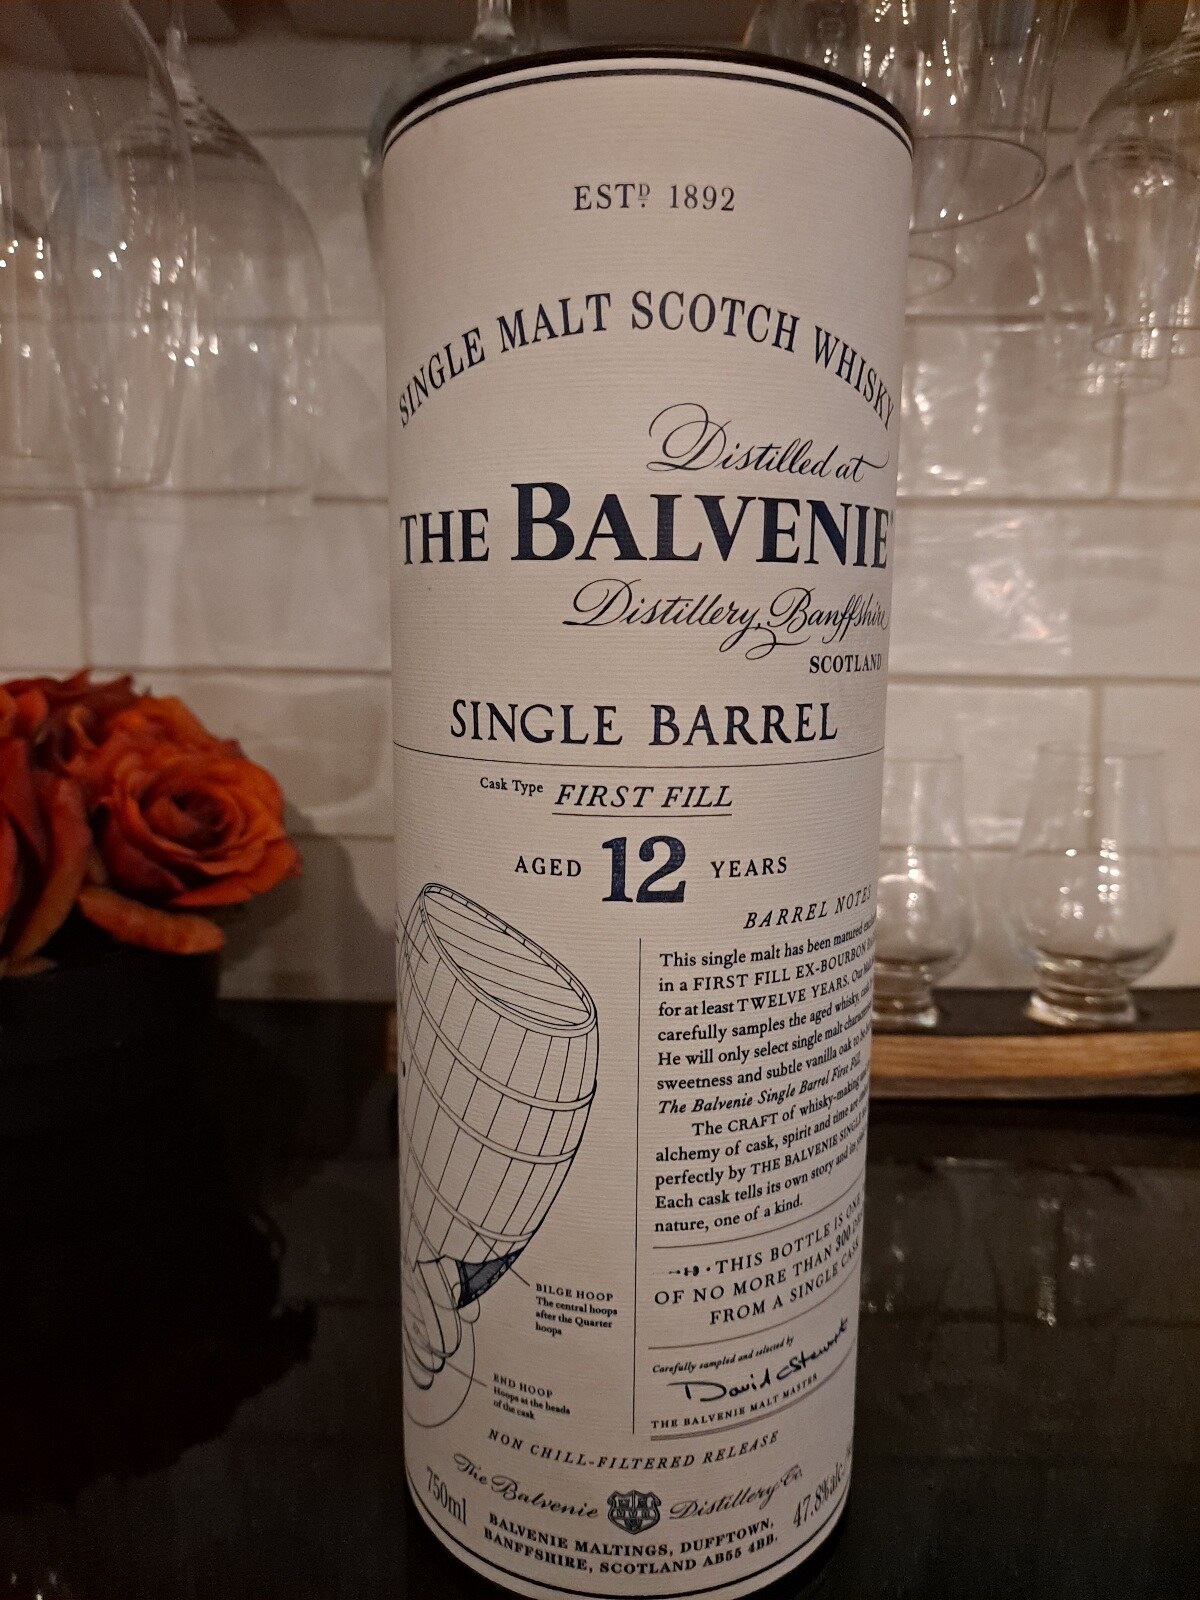 ESTD. 1892
SINGLE MALT SCOTCH WHISKY
Distilled at
THE BALVENIE
Distillery, Banffshire
SCOTLAND
SINGLE BARREL
Cask Type FIRST FILL
AGED 12 YEARS
BARREL NOTES
This single malt has been matured
in a FIRST FILL EX-BOURBON
for at least TWELVE YEARS. Our
carefully samples the aged whisky,
He will only select single malt
sweetness and subtle vanilla oak to
The Balvenie Single Barrel First Fill.
The CRAFT of whisky-making
alchemy of cask, spirit and time are
perfectly by THE BALVENIE SINGLE
Each cask tells its own story and
nature, one of a kind.
THIS BOTTLE IS ONE
OF NO MORE THAN 300
FROM A SINGLE CASK
BILGE HOOP
The central hoops
after the Quarter
hoops
END HOOP
Hoops at the heads
of the cask
Carefully sampled and selected by
David Stewart
THE BALVENIE MALT MASTER
NON CHILL-FILTERED RELEASE
The Balvenie Distillery Co.
750ml
47.8%alc.
BALVENIE MALTINGS, DUFFTOWN,
BANFFSHIRE, SCOTLAND AB55 4BB.